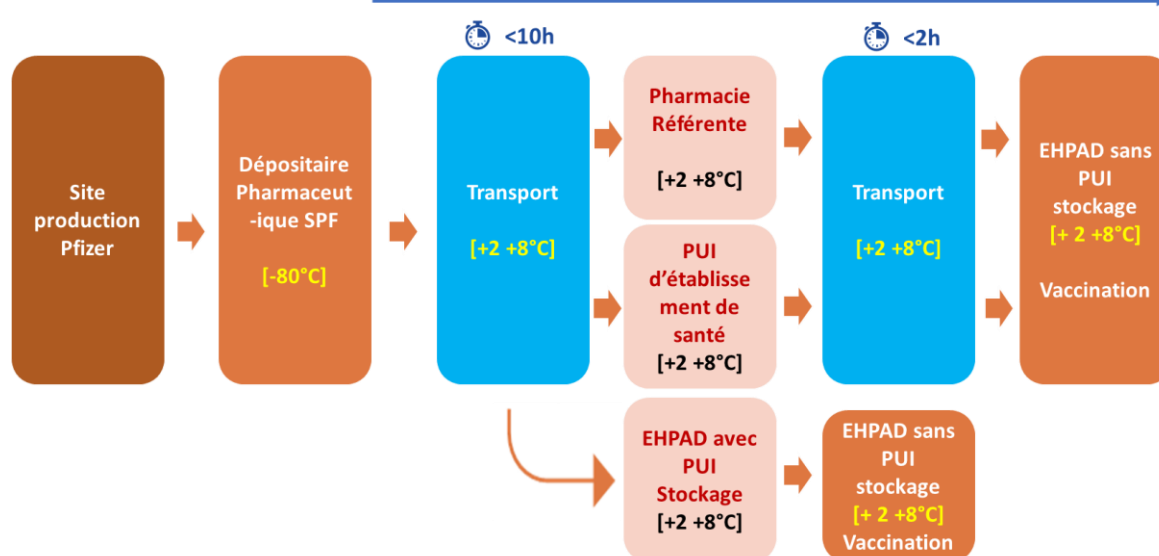 <10h
<2h
Site
production
Pfizer
Dépositaire
Pharmaceut
-ique SPF
[-80°C]
Transport
[+2 +8°C]
Pharmacie
Référente
[+2 +8°C]
PUI
d'établisse
ment de
santé
[+2 +8°C]
EHPAD avec
PUI
Stockage
[+2 +8°C]
Transport
[+2 +8°C]
EHPAD sans
PUI
stockage
[+ 2 +8°C]
Vaccination
EHPAD sans
PUI
stockage
[+ 2 +8°C]
Vaccination